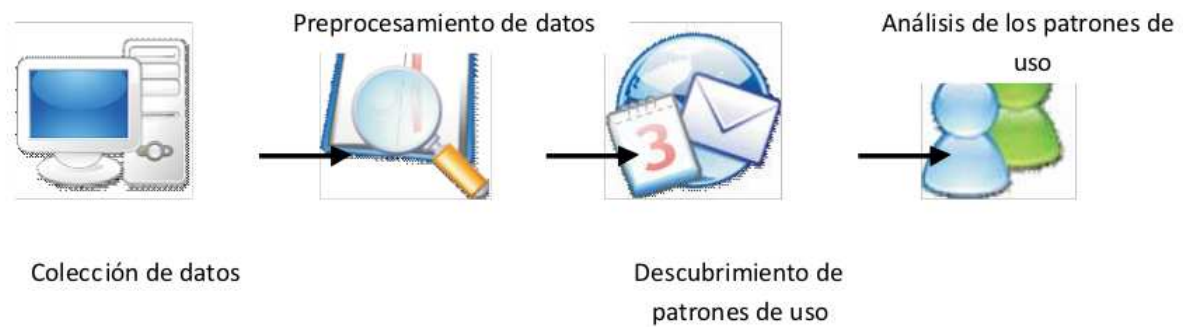 Preprocesamiento de datos
Análisis de los patrones de
uso
3
Colección de datos
Descubrimiento de
patrones de uso